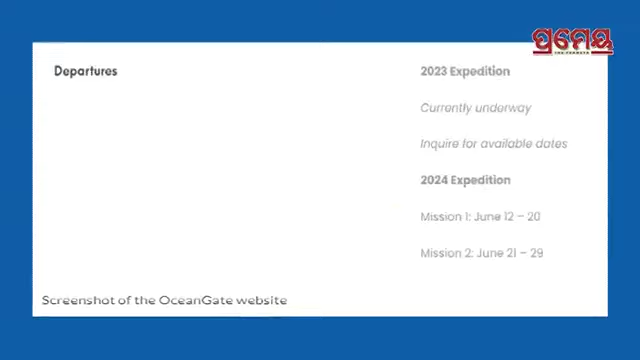 ପ୍ରମେୟ
Departures
2023 Expedition
Currently underway
Inquire for available dates
2024 Expedition
Mission 1: June 12 – 20
Mission 2: June 21 – 29
Screenshot of the OceanGate website